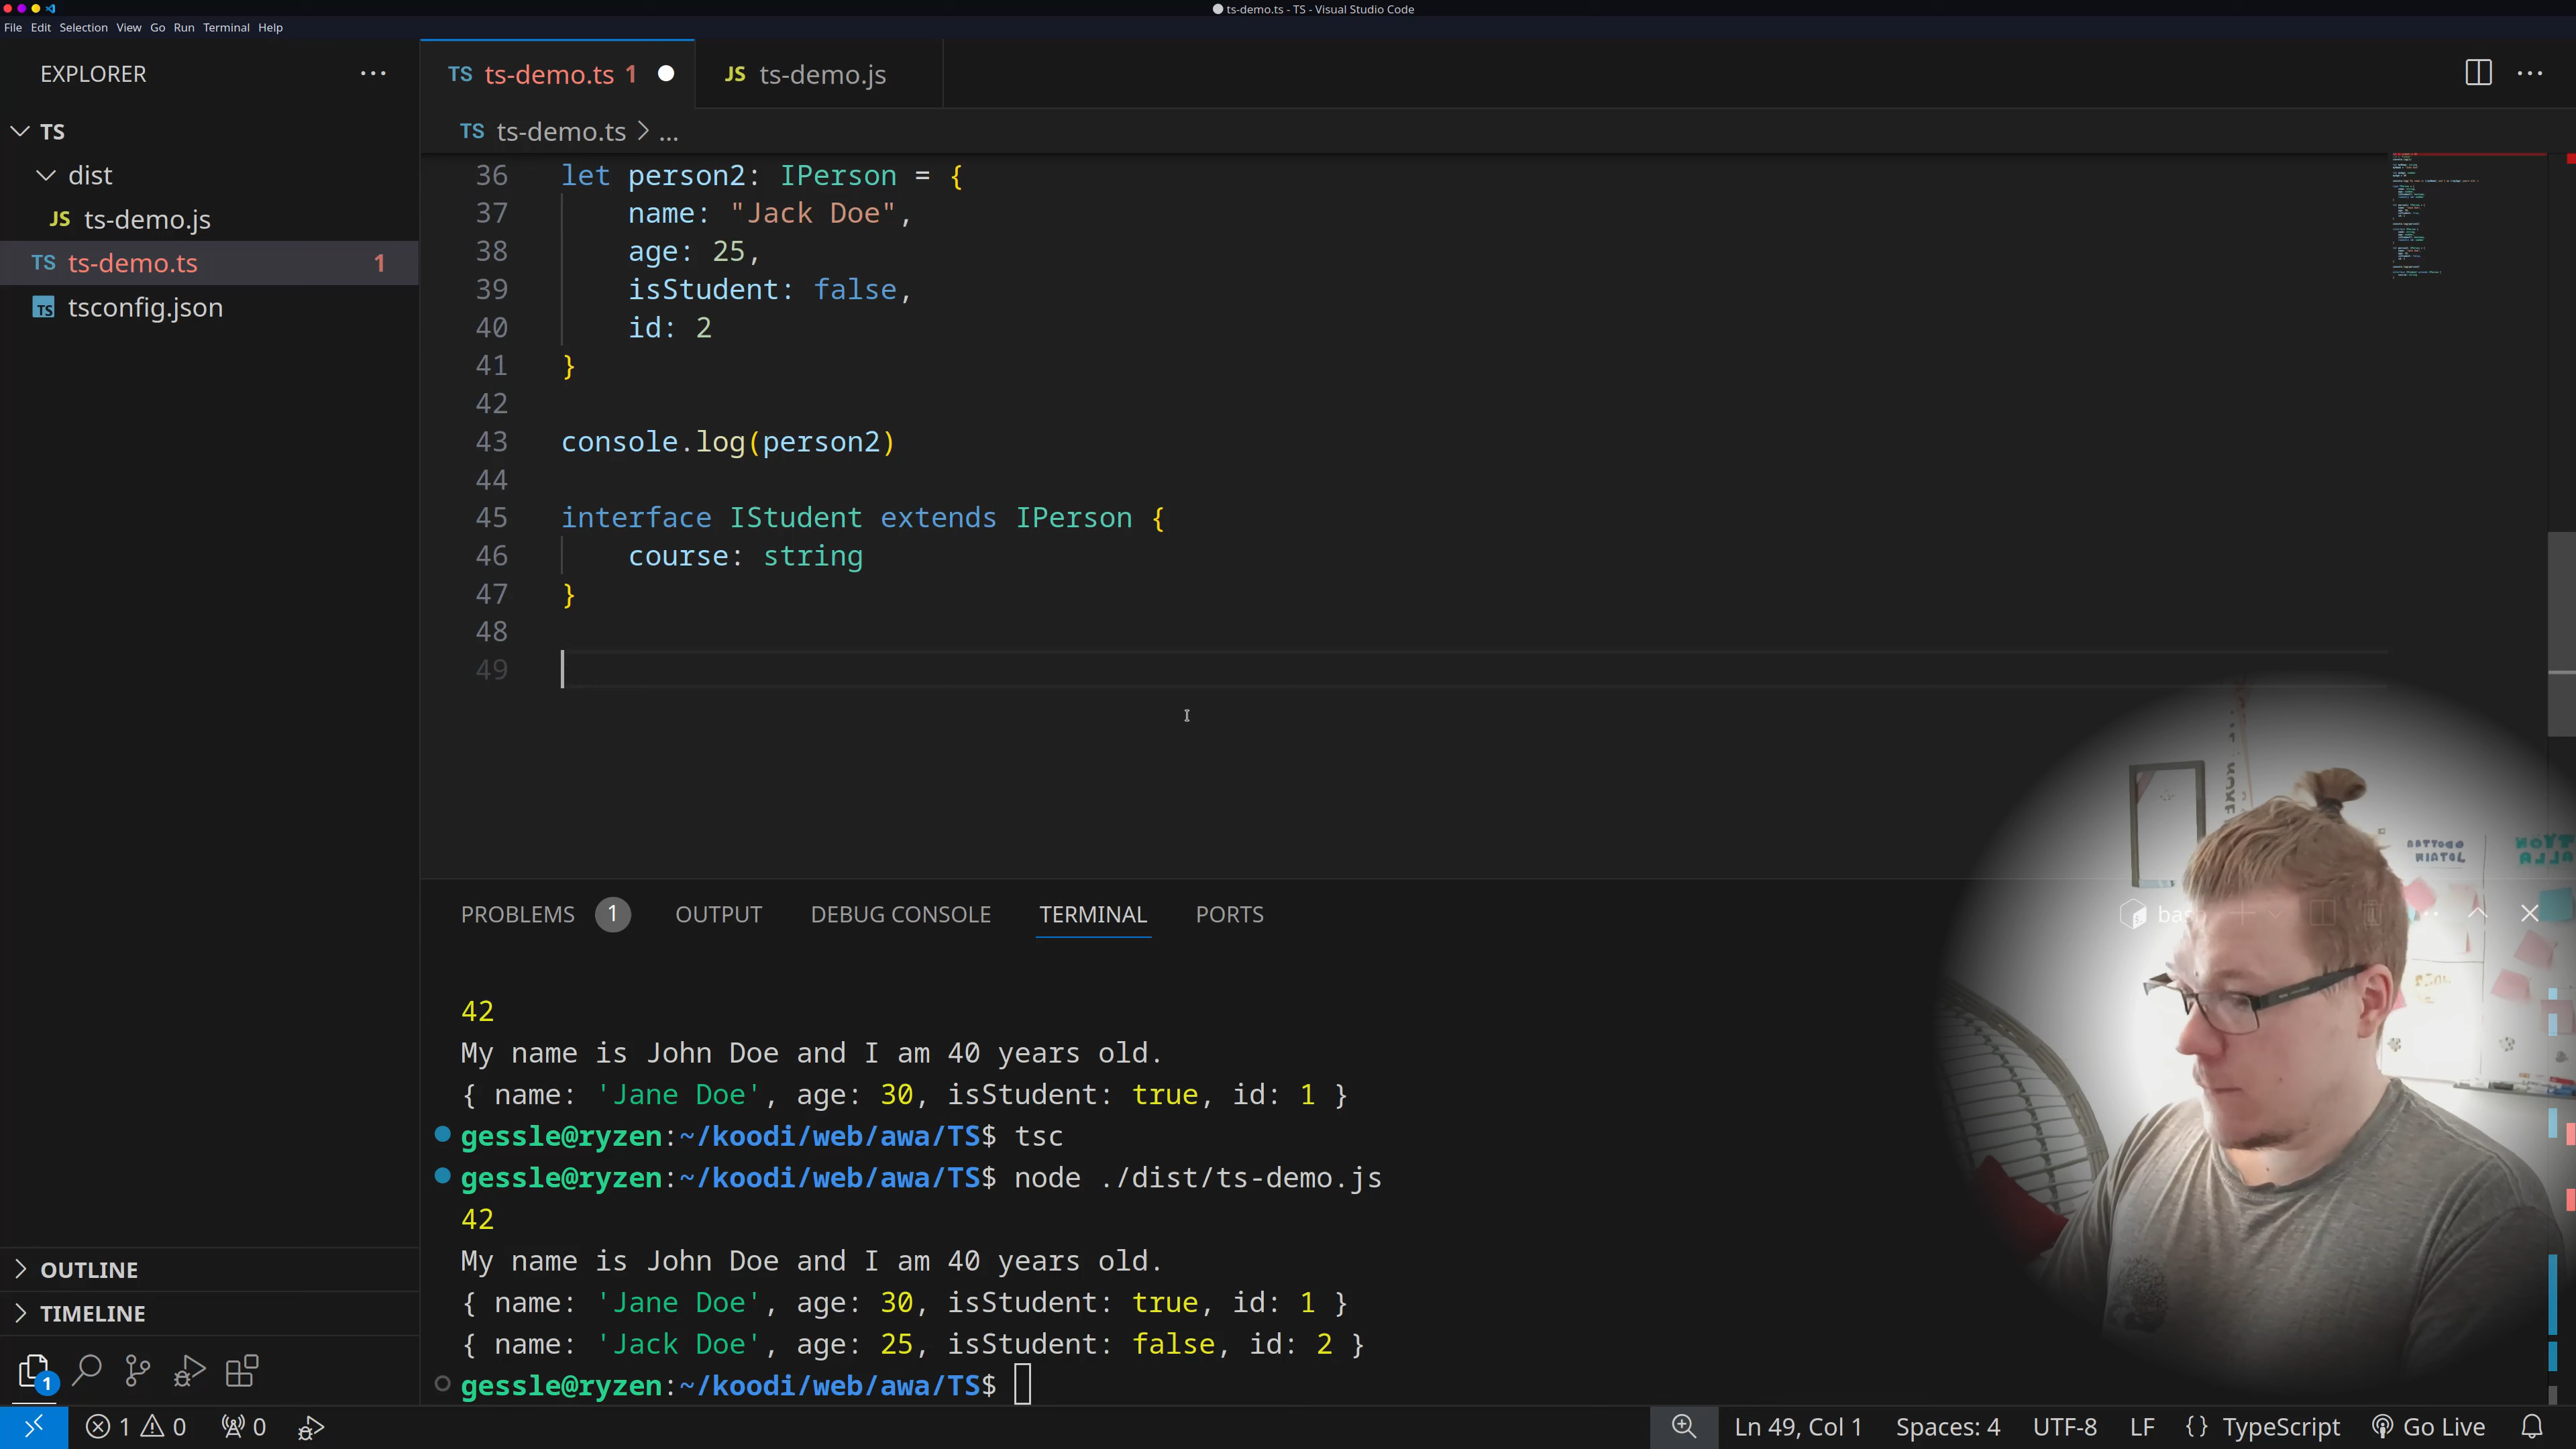 ts-demo.ts - TS - Visual Studio Code
File Edit Selection View Go Run Terminal Help
EXPLORER
TS
dist
JS ts-demo.js
TS ts-demo.ts 1
TS tsconfig.json
OUTLINE
TIMELINE
1
TS ts-demo.ts 1
JS ts-demo.js
TS ts-demo.ts > ...
36 let person2: IPerson = {
37 name: "Jack Doe",
38 age: 25,
39 isStudent: false,
40 id: 2
41 }
42
43 console.log(person2)
44
45 interface IStudent extends IPerson {
46 course: string
47 }
48
49
PROBLEMS 1 OUTPUT DEBUG CONSOLE TERMINAL PORTS
42
My name is John Doe and I am 40 years old.
{ name: 'Jane Doe', age: 30, isStudent: true, id: 1 }
gessle@ryzen:~/koodi/web/awa/TS$ tsc
gessle@ryzen:~/koodi/web/awa/TS$ node ./dist/ts-demo.js
42
My name is John Doe and I am 40 years old.
{ name: 'Jane Doe', age: 30, isStudent: true, id: 1 }
{ name: 'Jack Doe', age: 25, isStudent: false, id: 2 }
gessle@ryzen:~/koodi/web/awa/TS$
1 0 0 Ln 49, Col 1 Spaces: 4 UTF-8 LF {} TypeScript Go Live